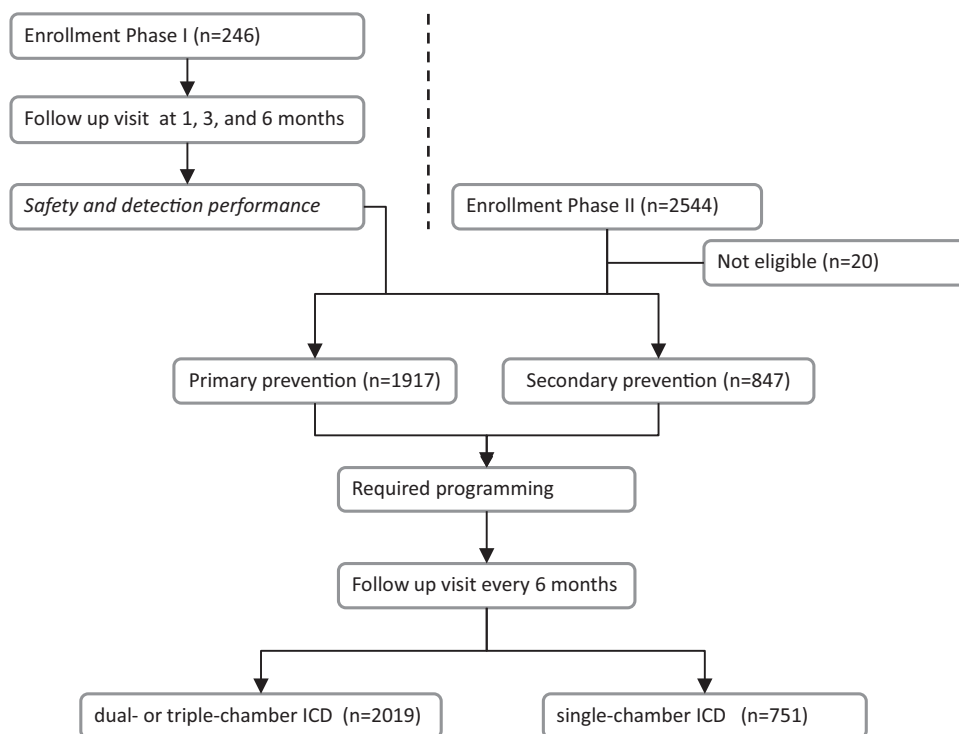 Enrollment Phase I (n=246)
Follow up visit at 1, 3, and 6 months
Safety and detection performance
Enrollment Phase II (n=2544)
Not eligible (n=20)
Primary prevention (n=1917)
Secondary prevention (n=847)
Required programming
Follow up visit every 6 months
dual- or triple-chamber ICD (n=2019)
single-chamber ICD (n=751)